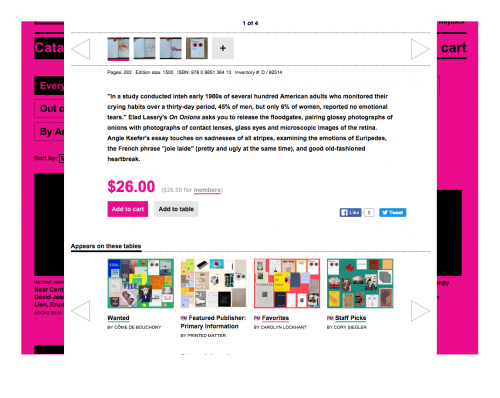 1 of 4
Cata
cart
+
Pages: 263 Edition size: 1500 ISBN: 978 0 9851 364 13 Inventory #: D / 92514
Every
Out o
By Ar
Sort by:
"In a study conducted inteh early 1980s of several hundred American adults who monitored their
crying habits over a thirty-day period, 45% of men, but only 6% of women, reported no emotional
tears." Elad Lassry's On Onions asks you to release the floodgates, pairing glossy photographs of
onions with photographs of contact lenses, glass eyes and microscopic images of the retina.
Angie Keefer's essay touches on sadnesses of all stripes, examining the emotions of Euripedes,
the French phrase "joie laide" (pretty and ugly at the same time), and good old-fashioned
heartbreak.
$26.00 ($26.00 for members)
Add to cart Add to table
Like 0 Tweet
Appears on these tables
Wanted
BY CÔME DE BOUCHONY
PM Featured Publisher:
Primary Information
BY PRINTED MATTER
PM Favorites
BY CAROLYN LOCKHART
PM Staff Picks
BY CORY SIEGLER
Near Cont
David Jos
BOOKS